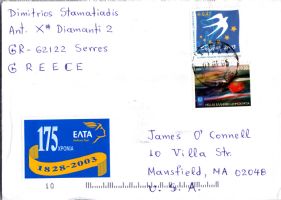 Dimitrios Stamatiadis
Ant. X# Diamanti 2
GR-62122 Serres
GREECE
175
ΧΡΟΝΙΑ
ΕΛΤΑ
1828-2003
James O'Connell
10 Villa Str.
Mansfield, MA 02048
U.S.A.
10